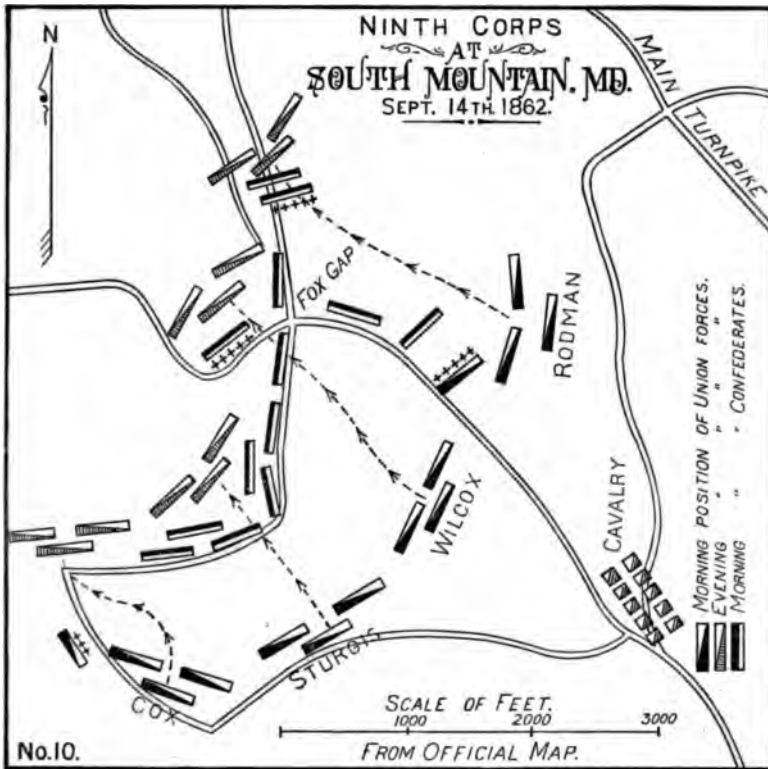 N
NINTH CORPS
AT
SOUTH MOUNTAIN. MD.
SEPT. 14TH. 1862.
MAIN
TURNPIKE
FOX GAP
RODMAN
WILCOX
CAVALRY
STURGIS
COX
MORNING POSITION OF UNION FORCES.
EVENING " " " "
MORNING " " CONFEDERATES.
SCALE OF FEET.
1000 2000 3000
FROM OFFICIAL MAP.
No.10.